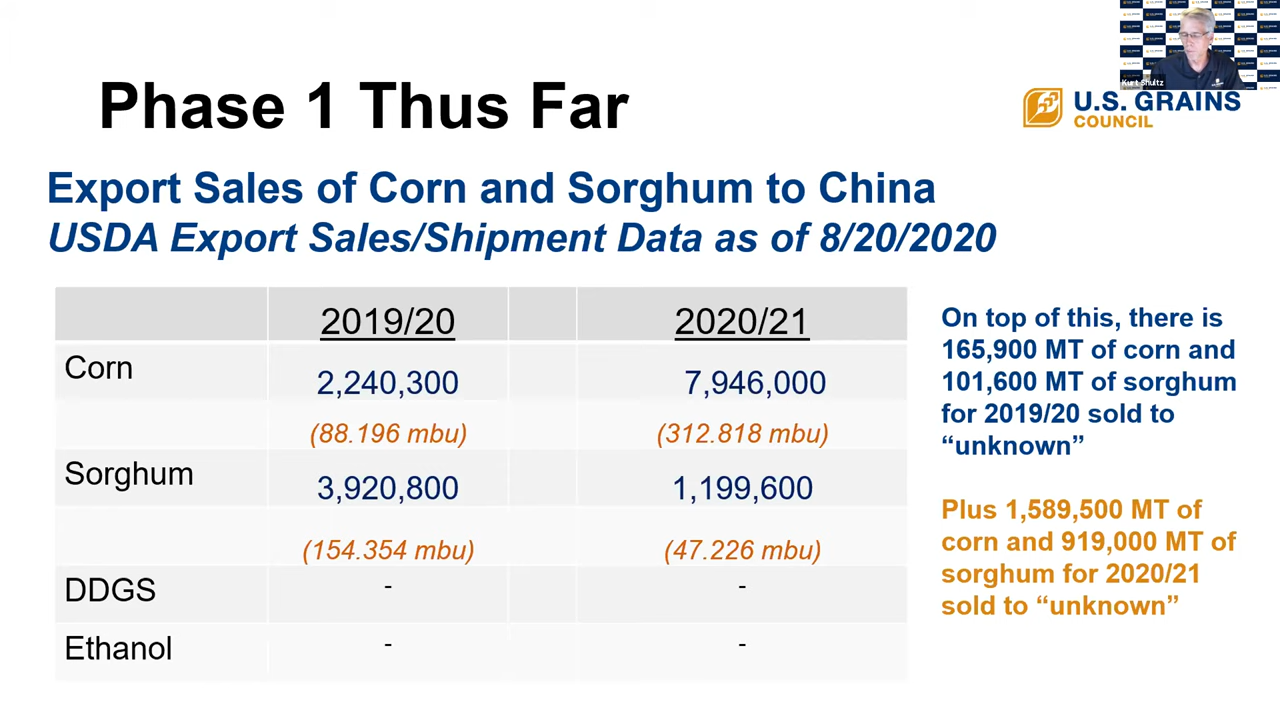 Kurt Shultz
U.S. GRAINS
COUNCIL
Phase 1 Thus Far
Export Sales of Corn and Sorghum to China
USDA Export Sales/Shipment Data as of 8/20/2020
2019/20 2020/21
Corn 2,240,300 7,946,000
(88.196 mbu) (312.818 mbu)
Sorghum 3,920,800 1,199,600
(154.354 mbu) (47.226 mbu)
DDGS - -
Ethanol - -
On top of this, there is
165,900 MT of corn and
101,600 MT of sorghum
for 2019/20 sold to
“unknown”
Plus 1,589,500 MT of
corn and 919,000 MT of
sorghum for 2020/21
sold to “unknown”